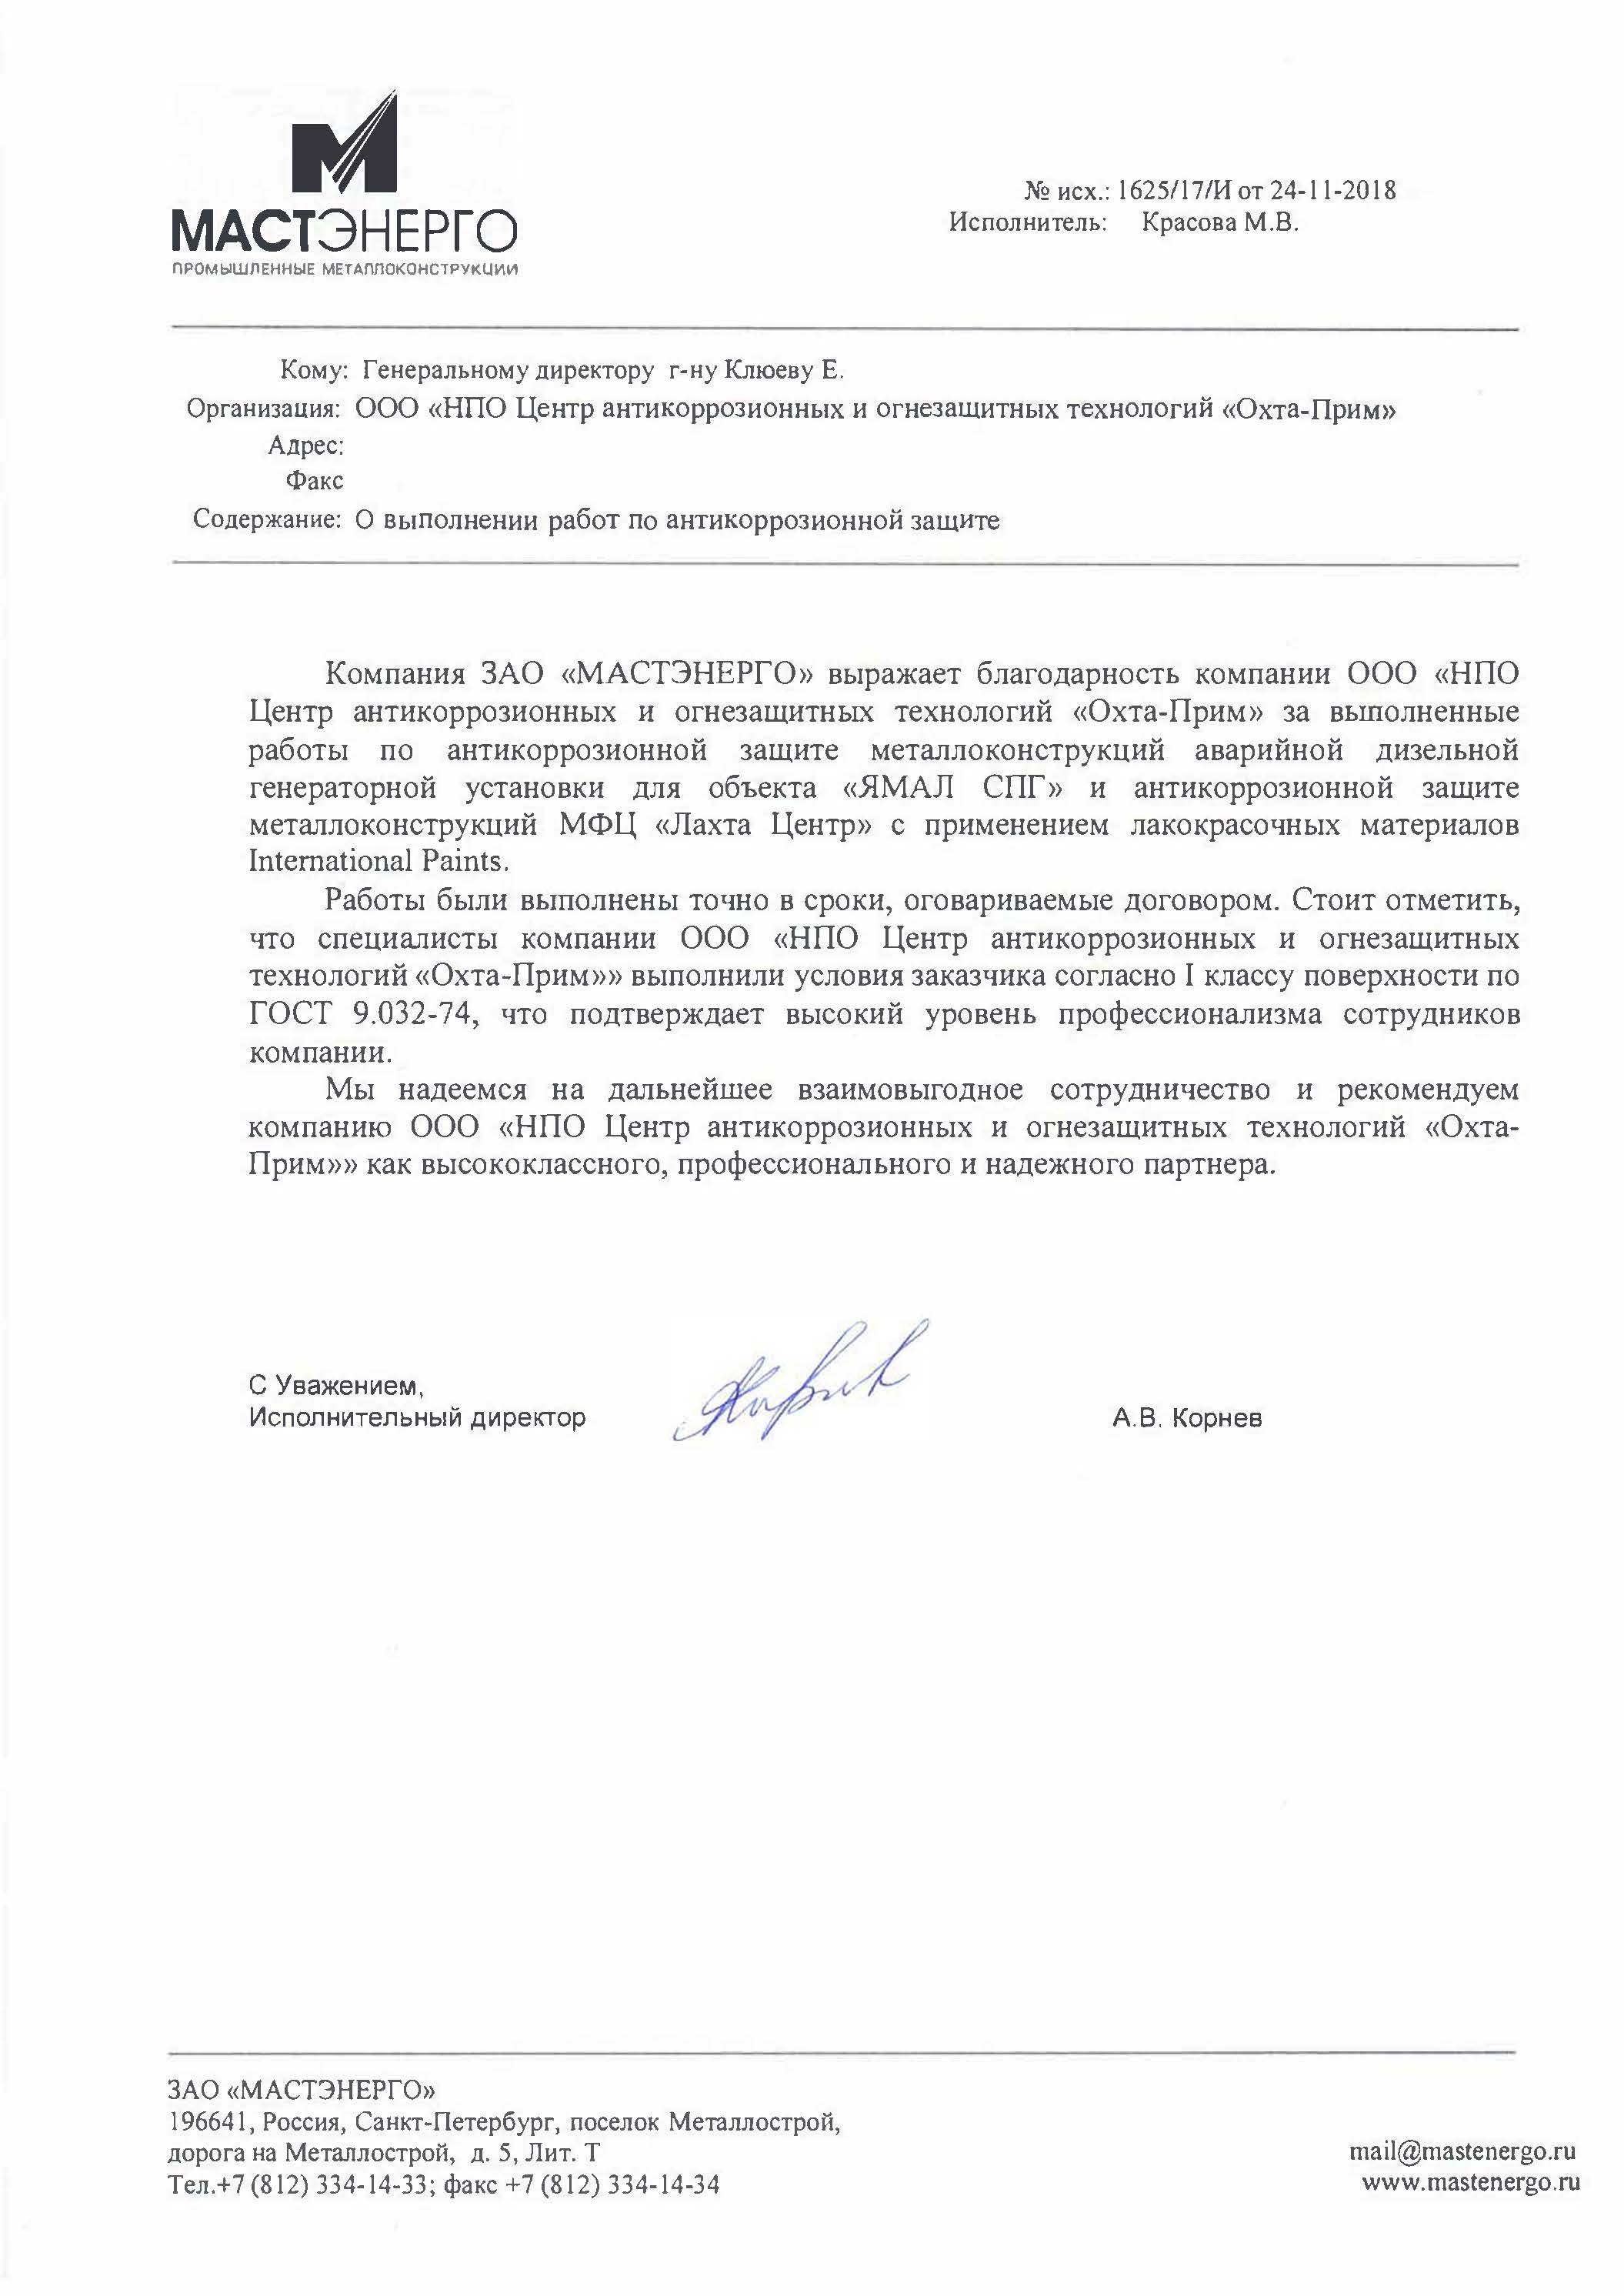 МАСТЭНЕРГО
ПРОМЫШЛЕННЫЕ МЕТАЛЛОКОНСТРУКЦИИ
№ исх.: 1625/17/И от 24-11-2018
Исполнитель: Красова М.В.
Кому: Генеральному директору г-ну Клюеву Е.
Организация: ООО «НПО Центр антикоррозионных и огнезащитных технологий «Охта-Прим»
Адрес:
Факс
Содержание: О выполнении работ по антикоррозионной защите
Компания ЗАО «МАСТЭНЕРГО» выражает благодарность компании ООО «НПО
Центр антикоррозионных и огнезащитных технологий «Охта-Прим» за выполненные
работы по антикоррозионной защите металлоконструкций аварийной дизельной
генераторной установки для объекта «ЯМАЛ СПГ» и антикоррозионной защите
металлоконструкций МФЦ «Лахта Центр» с применением лакокрасочных материалов
International Paints.
Работы были выполнены точно в сроки, оговариваемые договором. Стоит отметить,
что специалисты компании ООО «НПО Центр антикоррозионных и огнезащитных
технологий «Охта-Прим»» выполнили условия заказчика согласно I классу поверхности по
ГОСТ 9.032-74, что подтверждает высокий уровень профессионализма сотрудников
компании.
Мы надеемся на дальнейшее взаимовыгодное сотрудничество и рекомендуем
компанию ООО «НПО Центр антикоррозионных и огнезащитных технологий «Охта-
Прим»» как высококлассного, профессионального и надежного партнера.
С Уважением,
Исполнительный директор
А.В. Корнев
ЗАО «МАСТЭНЕРГО»
196641, Россия, Санкт-Петербург, поселок Металлострой,
дорога на Металлострой, д. 5, Лит. Т
Тел.+7 (812) 334-14-33; факс +7 (812) 334-14-34
mail@mastenergo.ru
www.mastenergo.ru